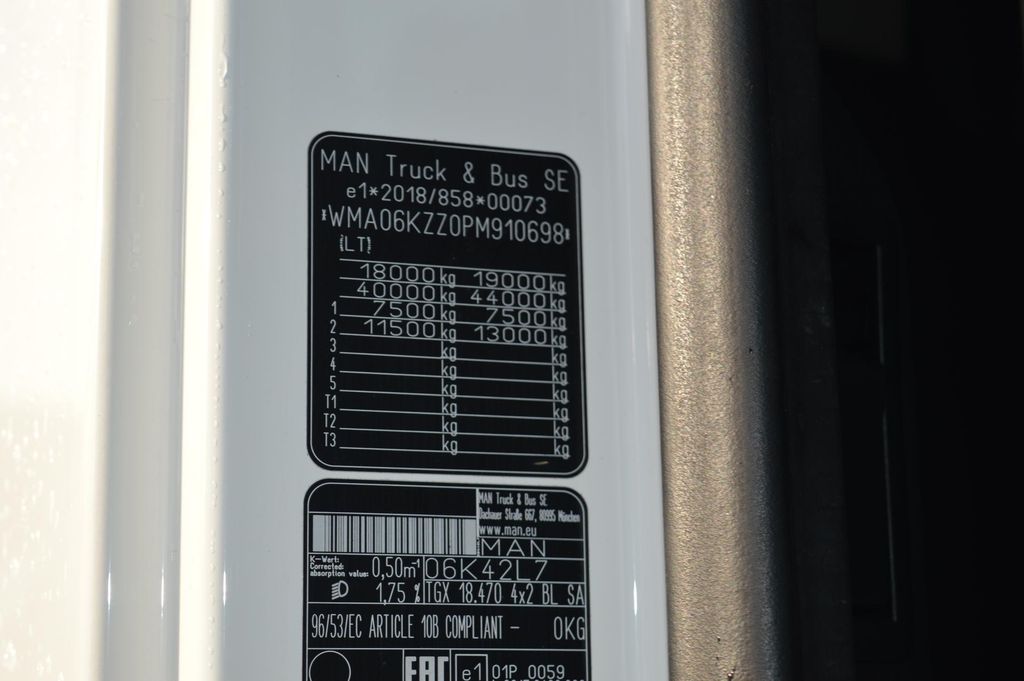 MAN Truck & Bus SE
e1*2018/858*00073
*WMA06KZZ0PM910698*
(LT)
18000 kg 19000 kg
40000 kg 44000 kg
1 7500 kg 7500 kg
2 11500 kg 13000 kg
3 kg kg
4 kg kg
5 kg kg
T1 kg kg
T2 kg kg
T3 kg kg
MAN Truck & Bus SE
Dachauer Straße 667, 80995 München
www.man.eu
MAN
K-Wert:
Corrected
absorption value: 0,50m⁻¹
06K42L7
1,75 %
TGX 18.470 4x2 BL SA
96/53/EC ARTICLE 10B COMPLIANT – 0KG
EAC e1 01P 0059